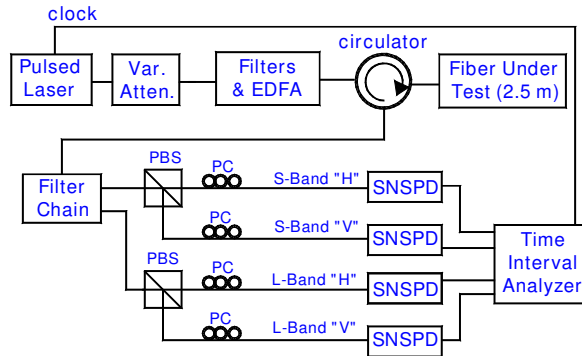 clock
circulator
Pulsed
Laser
Var.
Atten.
Filters
& EDFA
Fiber Under
Test (2.5 m)
PBS
PC
S-Band "H"
SNSPD
Filter
Chain
PC
S-Band "V"
SNSPD
Time
Interval
Analyzer
PBS
PC
L-Band "H"
SNSPD
PC
L-Band "V"
SNSPD